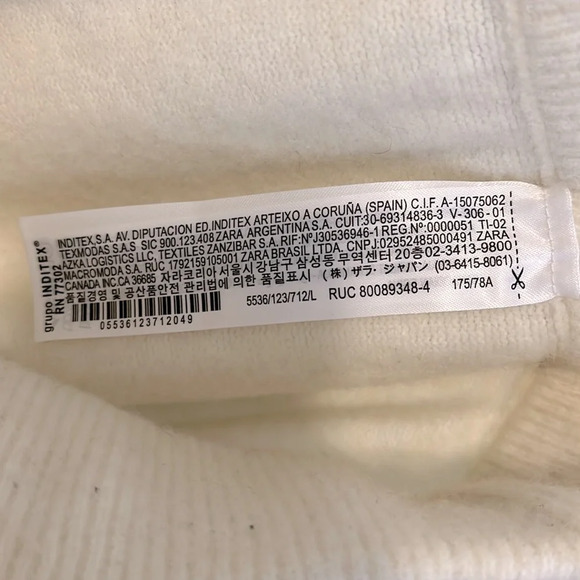 grupo INDITEX®
RN 77302
INDITEX,S.A. AV. DIPUTACION ED.INDITEX ARTEIXO A CORUÑA (SPAIN) C.I.F. A-15075062
TEXMODAS S.A.S SIC 900.123.408 ZARA ARGENTINA S.A. CUIT:30-69314836-3 V-306-01
ZARA LOGISTICS LLC, TEXTILES ZANZIBAR S.A. RIF: NºJ30536946-1 REG.Nº:0000051 TI-02
MACROMODA S.A. RUC 1792159105001 ZARA BRASIL LTDA. CNPJ:02952485000491 ZARA
CANADA INC.CA 36685 자라코리아 서울시강남구 삼성동 무역센터 20층02-3413-9800
품질경영 및 공산품안전 관리법에 의한 품질표시 (株) ザラ・ジャパン (03-6415-8061)
05536123712049
5536/123/712/L
RUC 80089348-4
175/78A